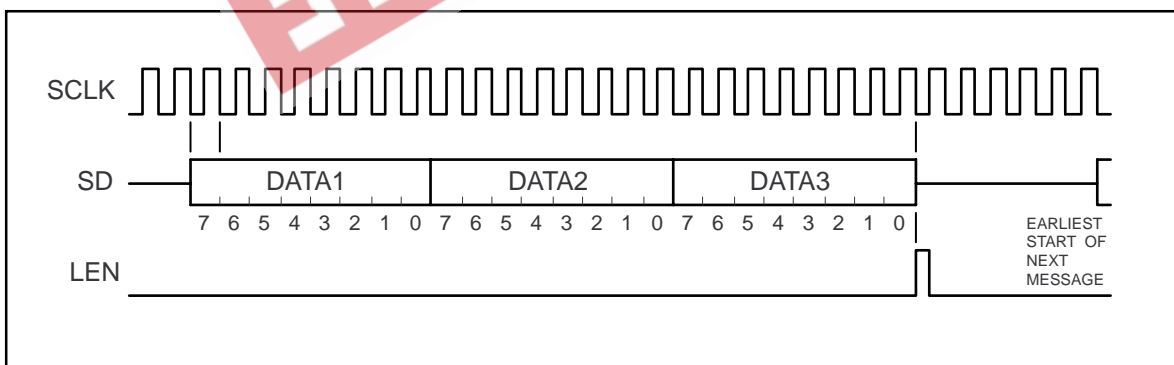 SCLK
SD
DATA1 DATA2 DATA3
7 6 5 4 3 2 1 0 7 6 5 4 3 2 1 0 7 6 5 4 3 2 1 0
EARLIEST
START OF
NEXT
MESSAGE
LEN